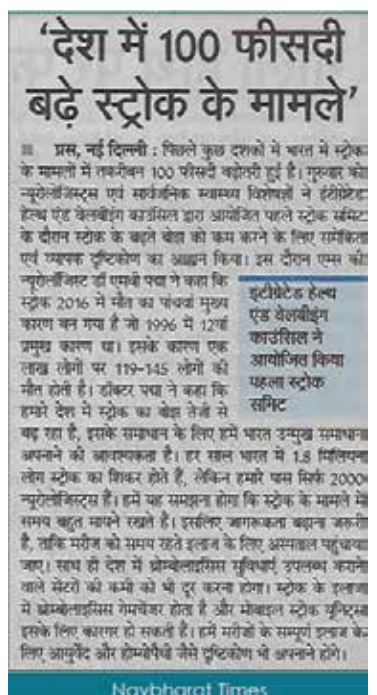 'देश में 100 फीसदी
बढ़े स्ट्रोक के मामले'
प्रस, नई दिल्ली : पिछले कुछ दशकों में भारत में स्ट्रोक
के मामलों में तकरीबन 100 फीसदी बढ़ोतरी हुई है। गुरुवार को
न्यूरोलॉजिस्ट्स एवं सार्वजनिक स्वास्थ्य विशेषज्ञों ने इंटीग्रेटेड
हेल्थ एंड वेलबीइंग काउंसिल द्वारा आयोजित पहले स्ट्रोक समिट
के दौरान स्ट्रोक के बढ़ते बोझ को कम करने के लिए समेकित
एवं व्यापक दृष्टिकोण का आह्वान किया। इस दौरान एम्स की
न्यूरोलॉजिस्ट डॉ एमवी पद्मा ने कहा कि
स्ट्रोक 2016 में मौत का पांचवां मुख्य
कारण बन गया है जो 1996 में 12वां
प्रमुख कारण था। इसके कारण एक
लाख लोगों पर 119-145 लोगों की
मौत होती है। डॉक्टर पद्मा ने कहा कि
हमारे देश में स्ट्रोक का बोझ तेजी से
इंटीग्रेटेड हेल्थ
एंड वेलबीइंग
काउंसिल ने
आयोजित किया
पहला स्ट्रोक
समिट
बढ़ रहा है, इसके समाधान के लिए हमें भारत उन्मुख समाधान
अपनाने की आवश्यकता है। हर साल भारत में 1.8 मिलियन
लोग स्ट्रोक का शिकार होते हैं, लेकिन हमारे पास सिर्फ 2000
न्यूरोलॉजिस्ट्स हैं। हमें यह समझना होगा कि स्ट्रोक के मामले में
समय बहुत मायने रखते हैं। इसलिए जागरूकता बढ़ाना जरूरी
है, ताकि मरीज को समय रहते इलाज के लिए अस्पताल पहुंचाया
जाए। साथ ही देश में थ्रोम्बोलाइसिस सुविधाएं उपलब्ध कराने
वाले सेंटरों की कमी को भी दूर करना होगा। स्ट्रोक के इलाज
में थ्रोम्बोलाइसिस गेमचेंजर होता है और मोबाइल स्ट्रोक यूनिट्स
इसके लिए कारगर हो सकती हैं। हमें मरीजों के सम्पूर्ण इलाज के
लिए आयुर्वेद और होम्योपैथी जैसे दृष्टिकोण भी अपनाने होंगे।
Navbharat Times